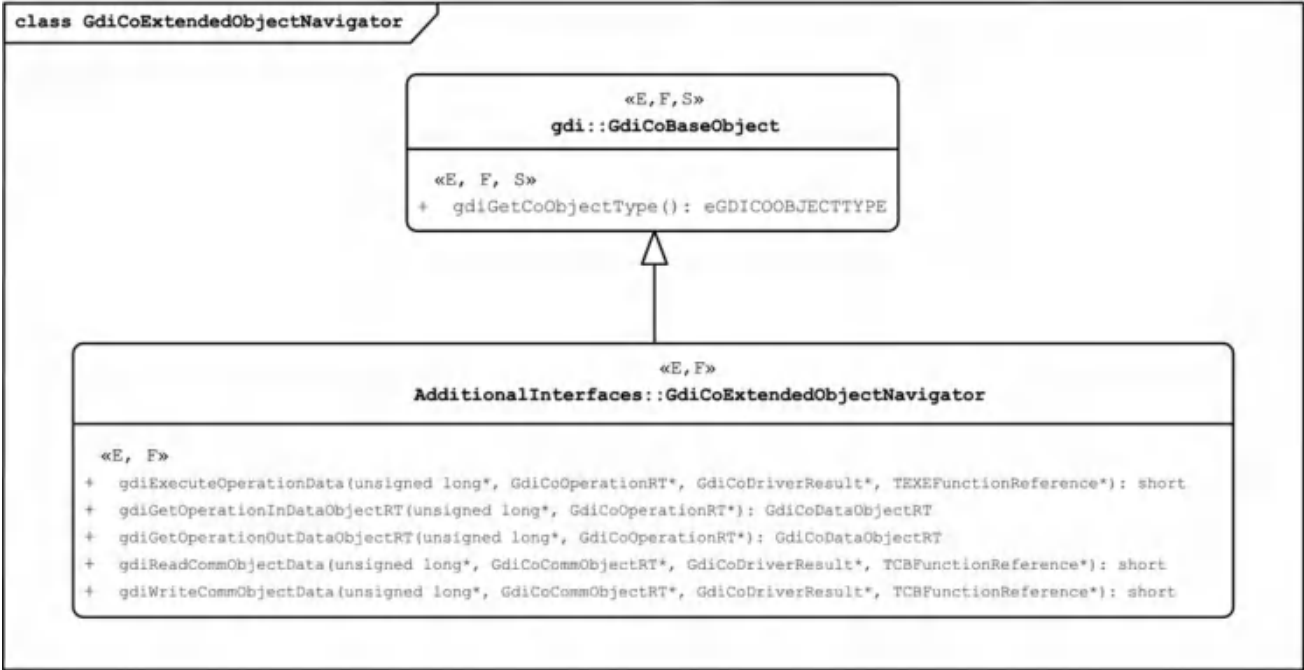 class GdiCoExtendedObjectNavigator
«E,F,S»
gdi::GdiCoBaseObject
«E, F, S»
+ gdiGetCoObjectType(): eGDICOOBJECTTYPE
«E,F»
AdditionalInterfaces::GdiCoExtendedObjectNavigator
«E, F»
+ gdiExecuteOperationData(unsigned long*, GdiCoOperationRT*, GdiCoDriverResult*, TEXEFunctionReference*): short
+ gdiGetOperationInDataObjectRT(unsigned long*, GdiCoOperationRT*): GdiCoDataObjectRT
+ gdiGetOperationOutDataObjectRT(unsigned long*, GdiCoOperationRT*): GdiCoDataObjectRT
+ gdiReadCommObjectData(unsigned long*, GdiCoCommObjectRT*, GdiCoDriverResult*, TCBFunctionReference*): short
+ gdiWriteCommObjectData(unsigned long*, GdiCoCommObjectRT*, GdiCoDriverResult*, TCBFunctionReference*): short